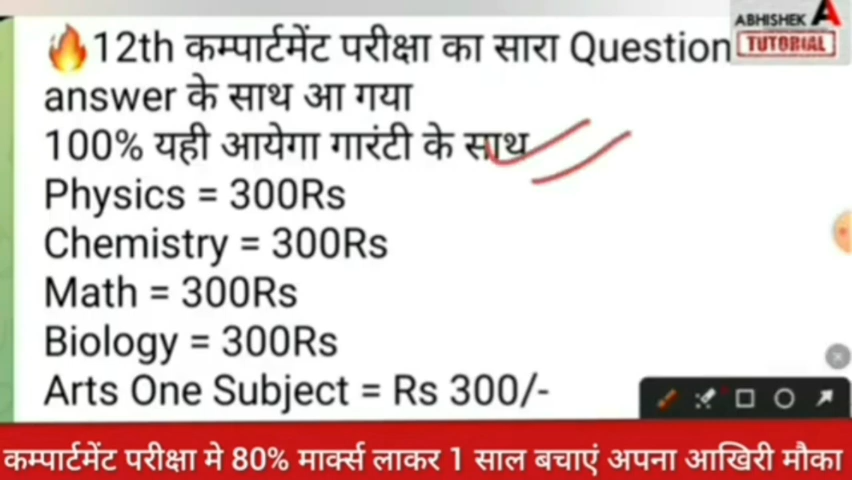 ABHISHEK A
TUTORIAL
🔥12th कम्पार्टमेंट परीक्षा का सारा Question
answer के साथ आ गया
100% यही आयेगा गारंटी के साथ
Physics = 300Rs
Chemistry = 300Rs
Math = 300Rs
Biology = 300Rs
Arts One Subject = Rs 300/-
कम्पार्टमेंट परीक्षा मे 80% मार्क्स लाकर 1 साल बचाएं अपना आखिरी मौका